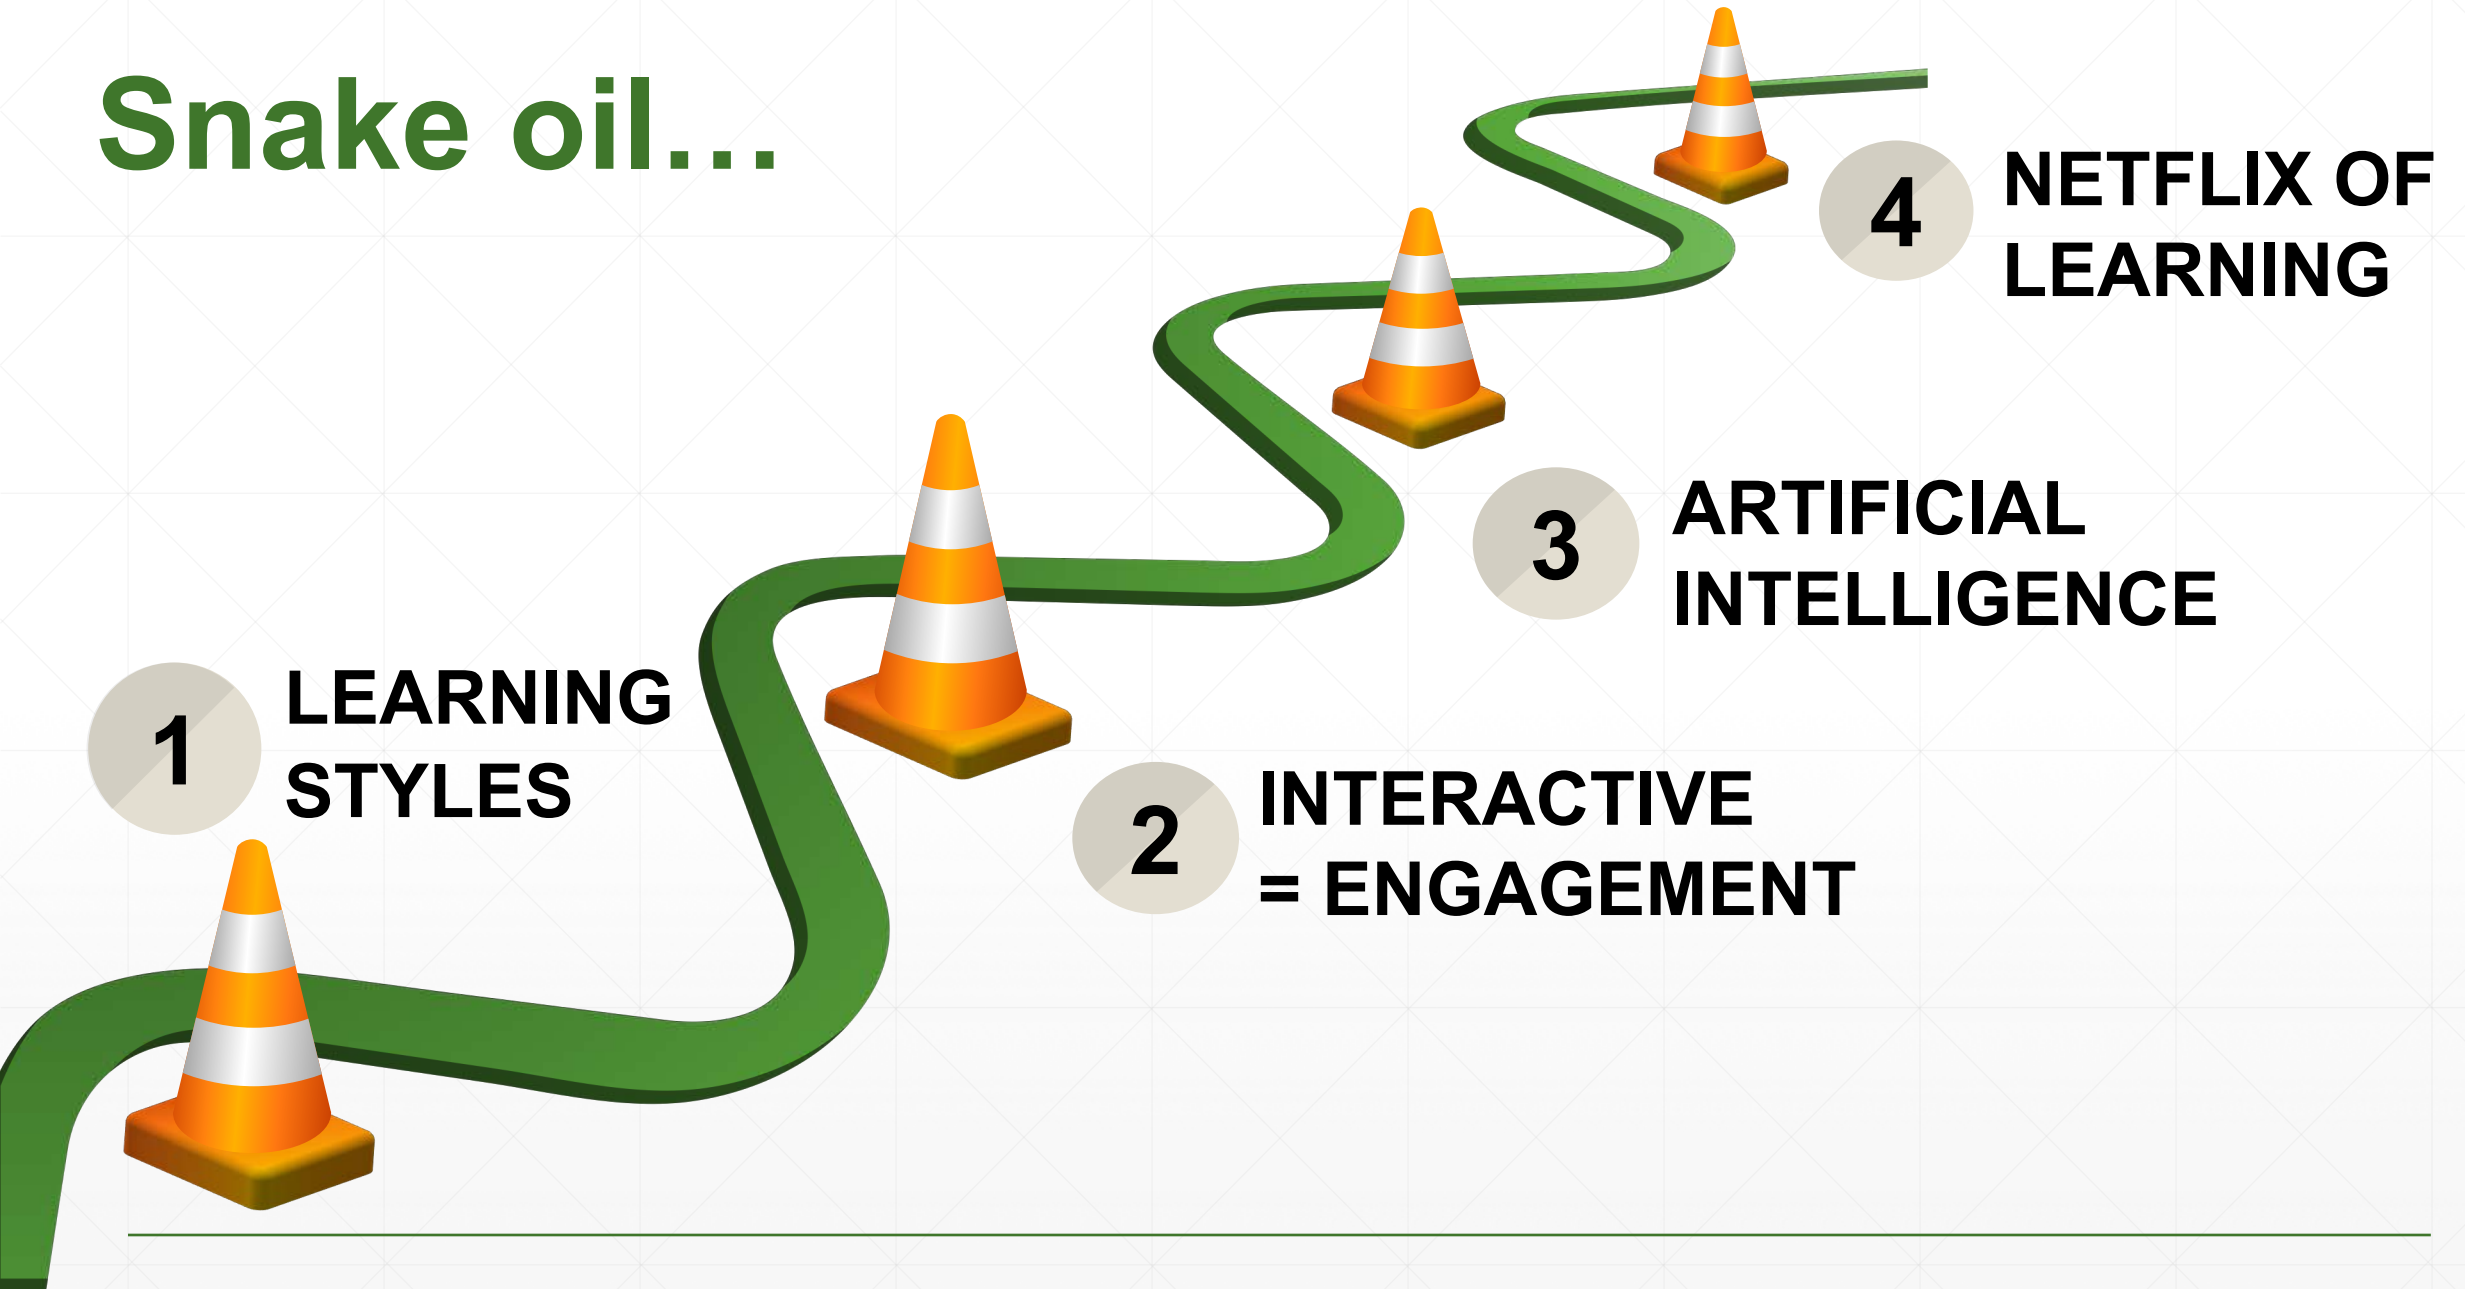 Snake oil…
1
LEARNING
STYLES
2
INTERACTIVE
= ENGAGEMENT
3
ARTIFICIAL
INTELLIGENCE
4
NETFLIX OF
LEARNING